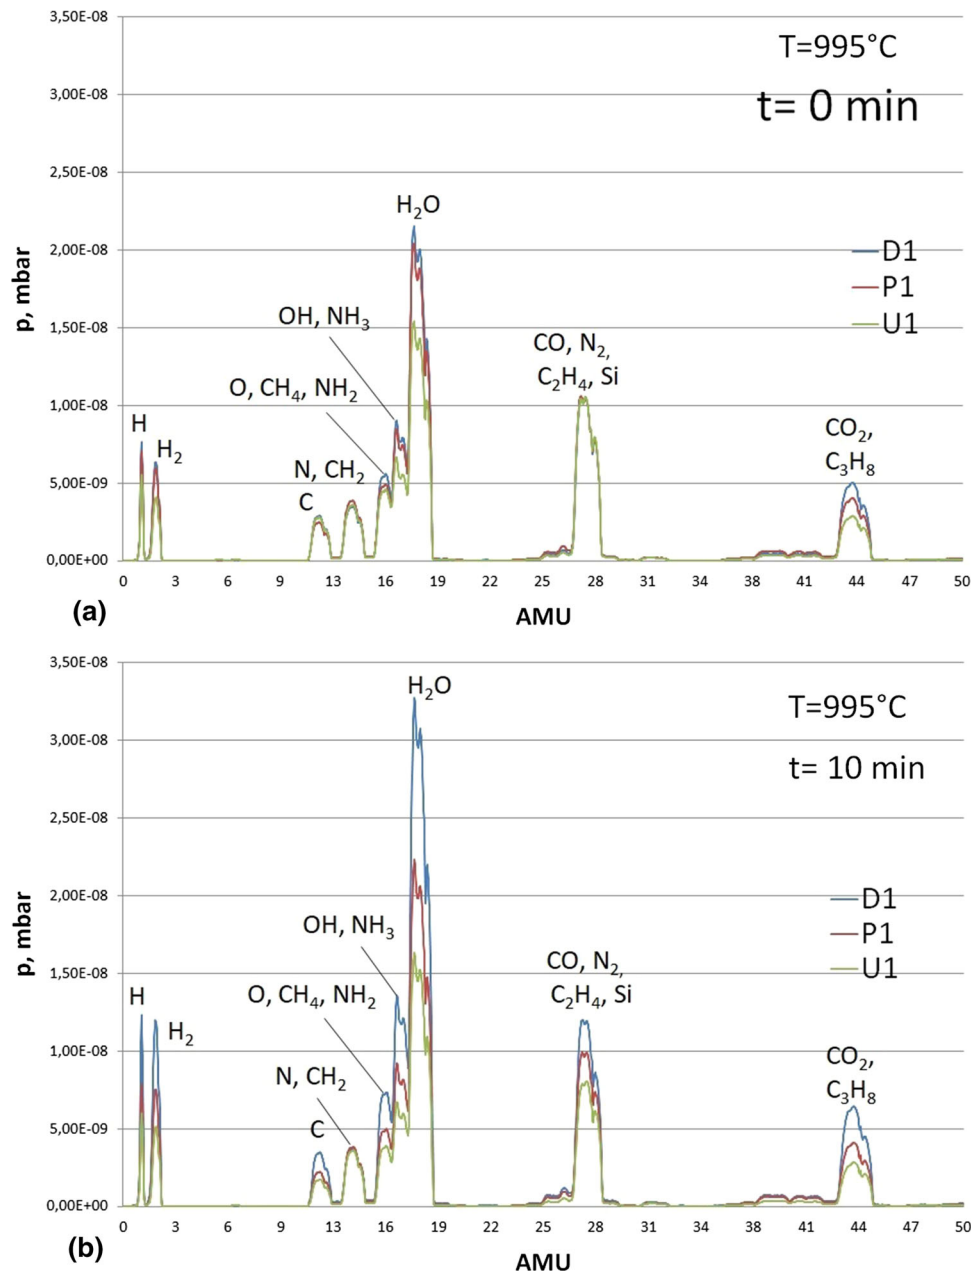 3,50E-08
T=995°C
3,00E-08
t= 0 min
2,50E-08
H₂O
2,00E-08
D1
P1
U1
p, mbar
OH, NH₃
1,50E-08
CO, N₂,
C₂H₄, Si
O, CH₄, NH₂
1,00E-08
H
H₂
CO₂,
C₃H₈
N, CH₂
C
5,00E-09
0,00E+00
0 3 6 9 13 16 19 22 25 28 31 34 38 41 44 47 50
(a)
AMU
3,50E-08
H₂O
T=995°C
3,00E-08
t= 10 min
2,50E-08
2,00E-08
D1
P1
U1
p, mbar
OH, NH₃
1,50E-08
CO, N₂,
C₂H₄, Si
O, CH₄, NH₂
H
H₂
1,00E-08
CO₂,
C₃H₈
N, CH₂
C
5,00E-09
0,00E+00
0 3 6 9 13 16 19 22 25 28 31 34 38 41 44 47 50
(b)
AMU